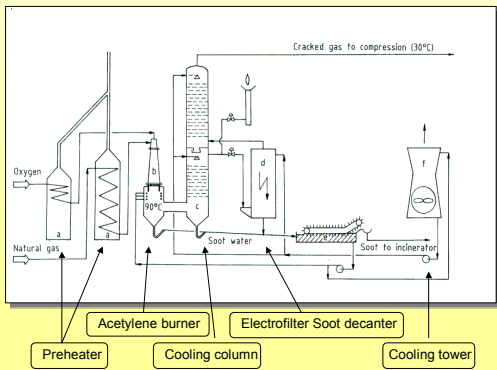 Cracked gas to compression (30°C)
Oxygen
a
a
b
90°C
c
d
f
Natural gas
Soot water
e
Soot to incinerator
Acetylene burner
Electrofilter Soot decanter
Preheater
Cooling column
Cooling tower